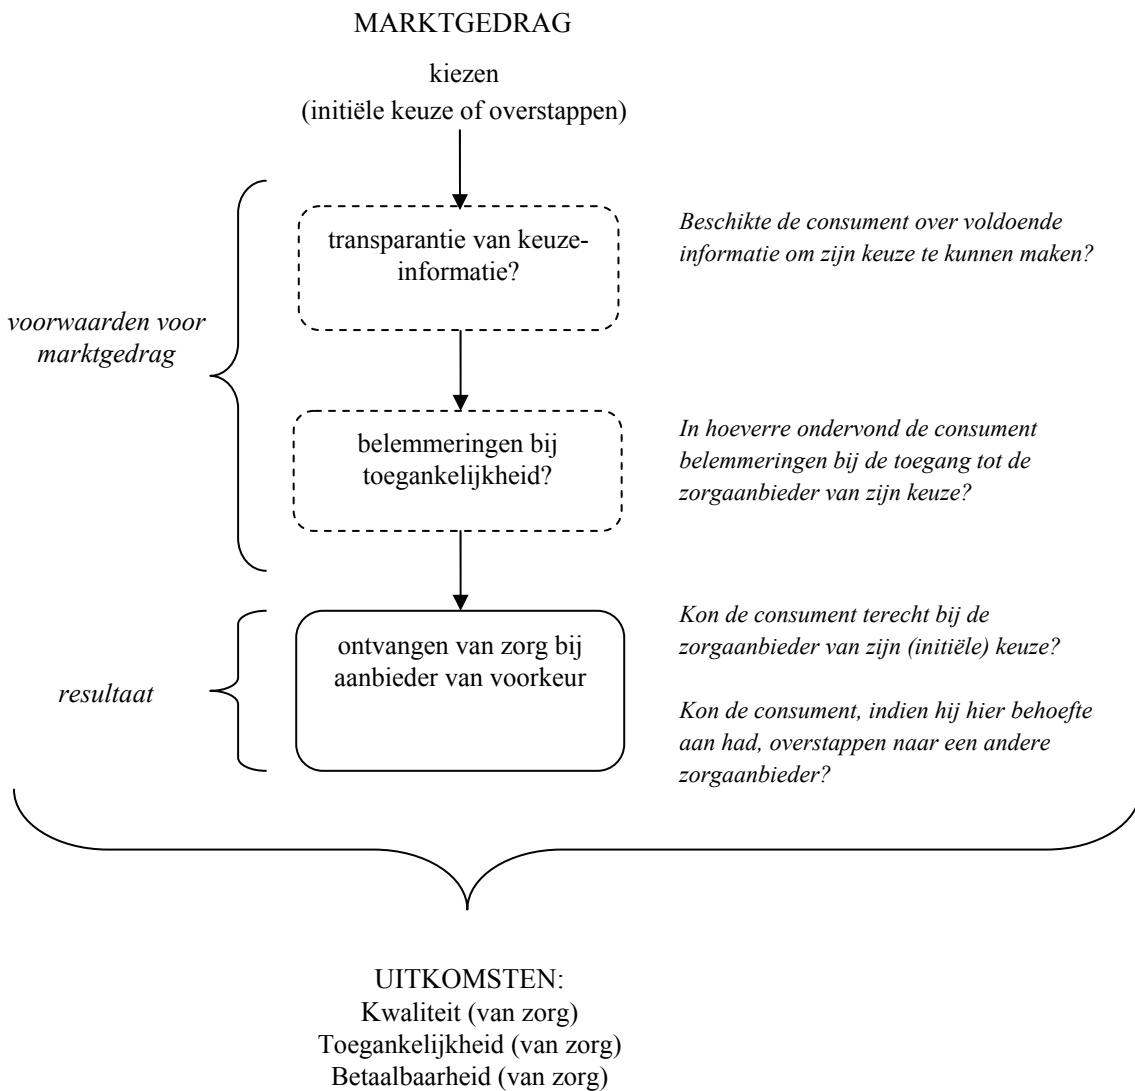 MARKTGEDRAG
kiezen
(initiële keuze of overstappen)
transparantie van keuze-
informatie?
Beschikte de consument over voldoende
informatie om zijn keuze te kunnen maken?
voorwaarden voor
marktgedrag
belemmeringen bij
toegankelijkheid?
In hoeverre ondervond de consument
belemmeringen bij de toegang tot de
zorgaanbieder van zijn keuze?
resultaat
ontvangen van zorg bij
aanbieder van voorkeur
Kon de consument terecht bij de
zorgaanbieder van zijn (initiële) keuze?
Kon de consument, indien hij hier behoefte
aan had, overstappen naar een andere
zorgaanbieder?
UITKOMSTEN:
Kwaliteit (van zorg)
Toegankelijkheid (van zorg)
Betaalbaarheid (van zorg)